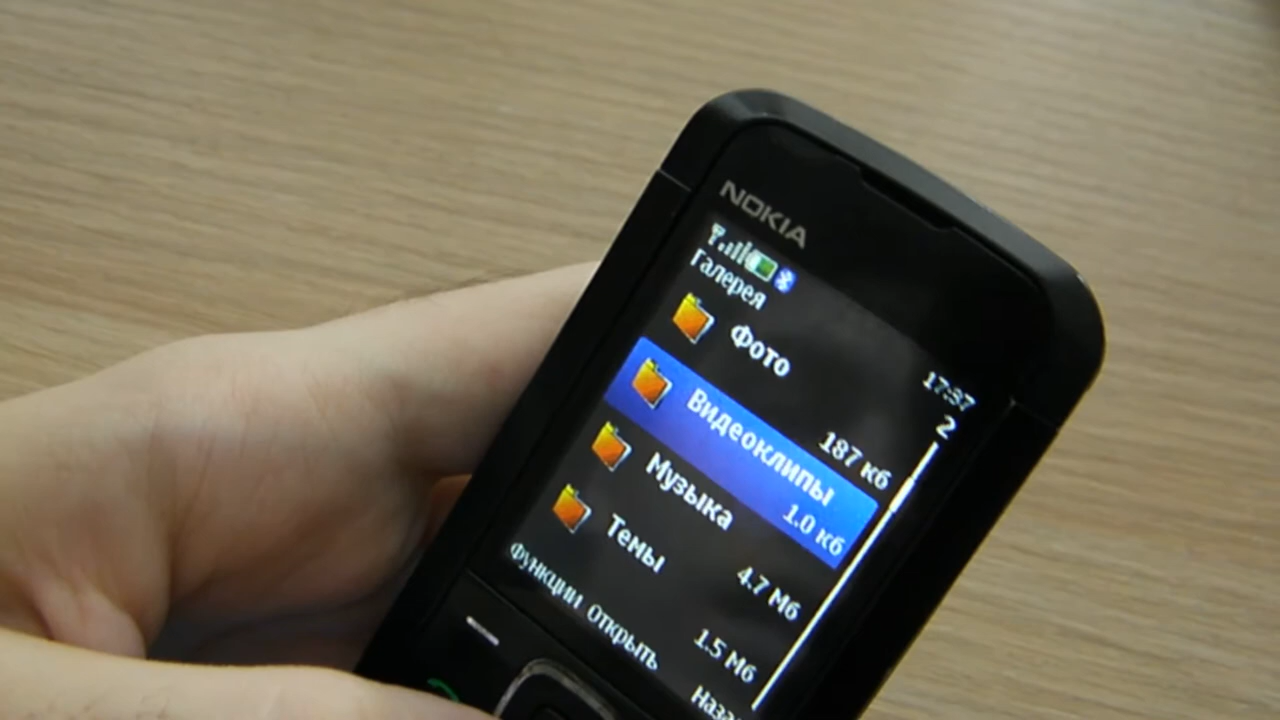 NOKIA
17:37
Галерея
2
Фото
187 кб
Видеоклипы
1.0 кб
Музыка
4.7 Мб
Темы
1.5 Мб
Функции Открыть